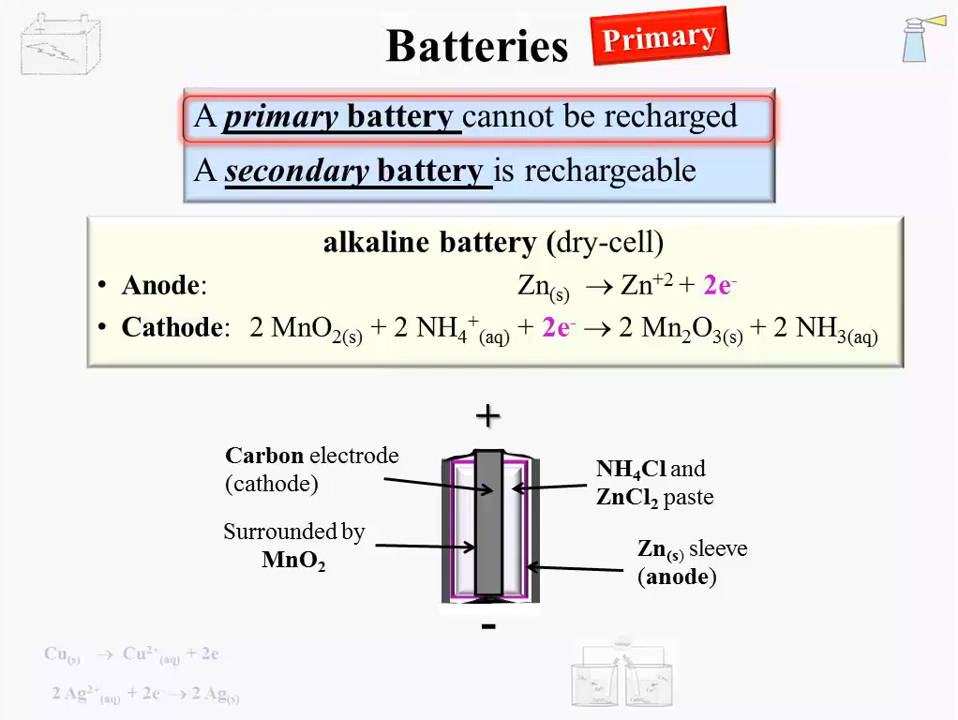 Batteries
Primary
A primary battery cannot be recharged
A secondary battery is rechargeable
alkaline battery (dry-cell)
• Anode: Zn(s) → Zn+2 + 2e-
• Cathode: 2 MnO2(s) + 2 NH4+(aq) + 2e- → 2 Mn2O3(s) + 2 NH3(aq)
+
Carbon electrode
(cathode)
NH4Cl and
ZnCl2 paste
Surrounded by
MnO2
Zn(s) sleeve
(anode)
-
Cu(s) → Cu2+(aq) + 2e
2 Ag2+(aq) + 2e → 2 Ag(s)